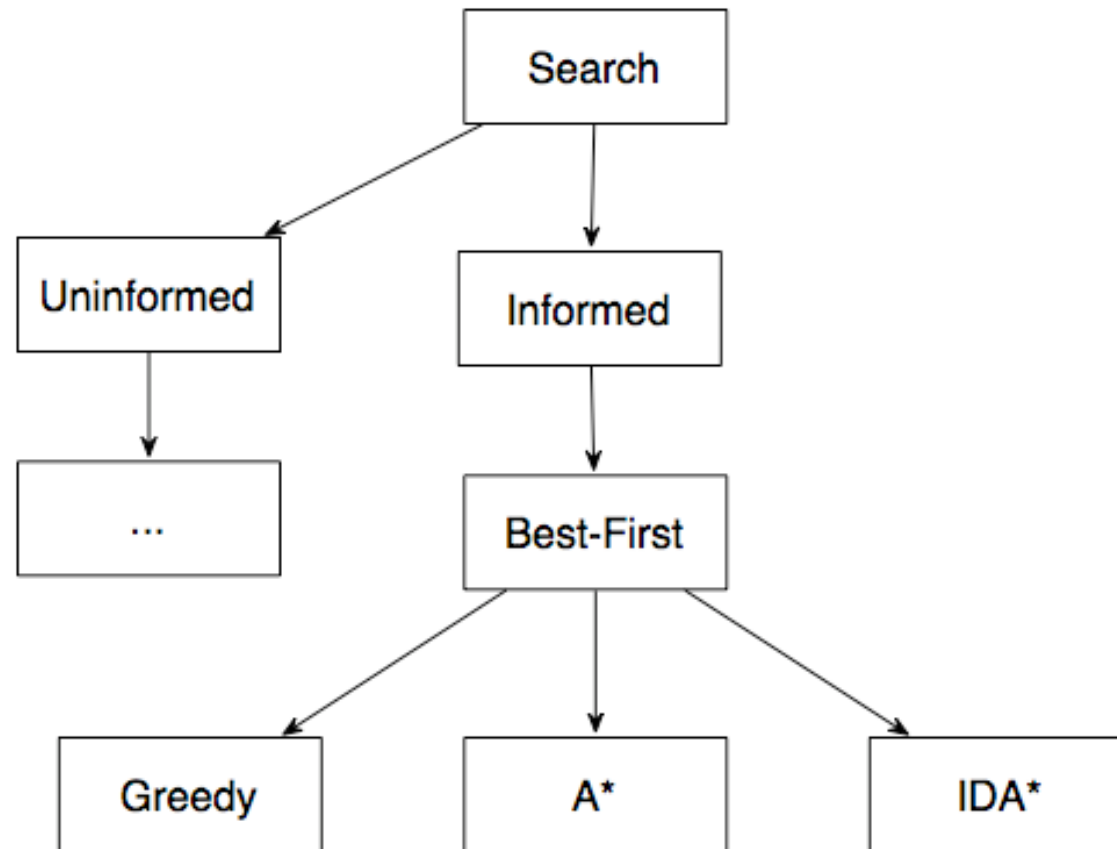 Search
Uninformed
Informed
...
Best-First
Greedy
A*
IDA*